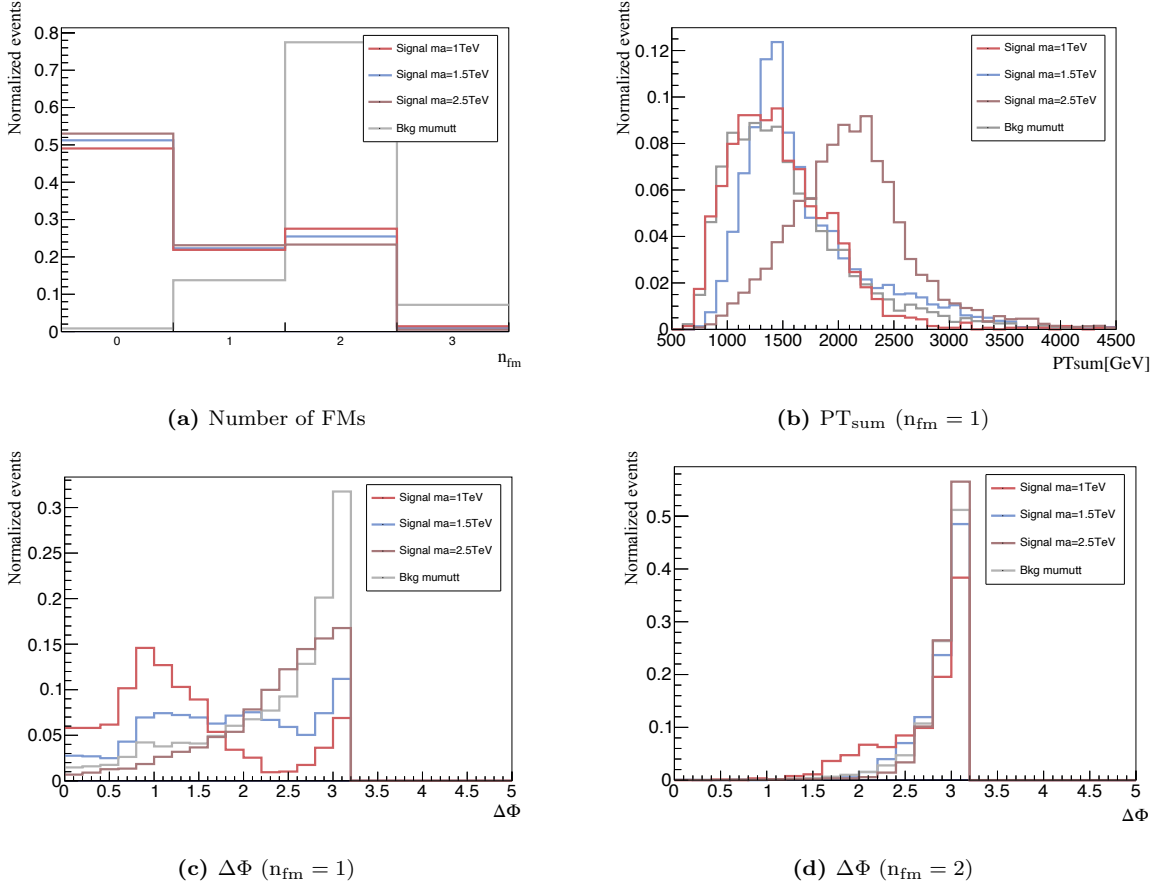 Normalized events
0.8
0.7
0.6
0.5
0.4
0.3
0.2
0.1
0
0 1 2 3
n_fm
Signal ma=1TeV
Signal ma=1.5TeV
Signal ma=2.5TeV
Bkg mumutt
(a) Number of FMs
Normalized events
0.12
0.1
0.08
0.06
0.04
0.02
0
500 1000 1500 2000 2500 3000 3500 4000 4500
PTsum[GeV]
Signal ma=1TeV
Signal ma=1.5TeV
Signal ma=2.5TeV
Bkg mumutt
(b) PT_sum (n_fm = 1)
Normalized events
0.3
0.25
0.2
0.15
0.1
0.05
0
0 0.5 1 1.5 2 2.5 3 3.5 4 4.5 5
ΔΦ
Signal ma=1TeV
Signal ma=1.5TeV
Signal ma=2.5TeV
Bkg mumutt
(c) ΔΦ (n_fm = 1)
Normalized events
0.5
0.4
0.3
0.2
0.1
0
0 0.5 1 1.5 2 2.5 3 3.5 4 4.5 5
ΔΦ
Signal ma=1TeV
Signal ma=1.5TeV
Signal ma=2.5TeV
Bkg mumutt
(d) ΔΦ (n_fm = 2)